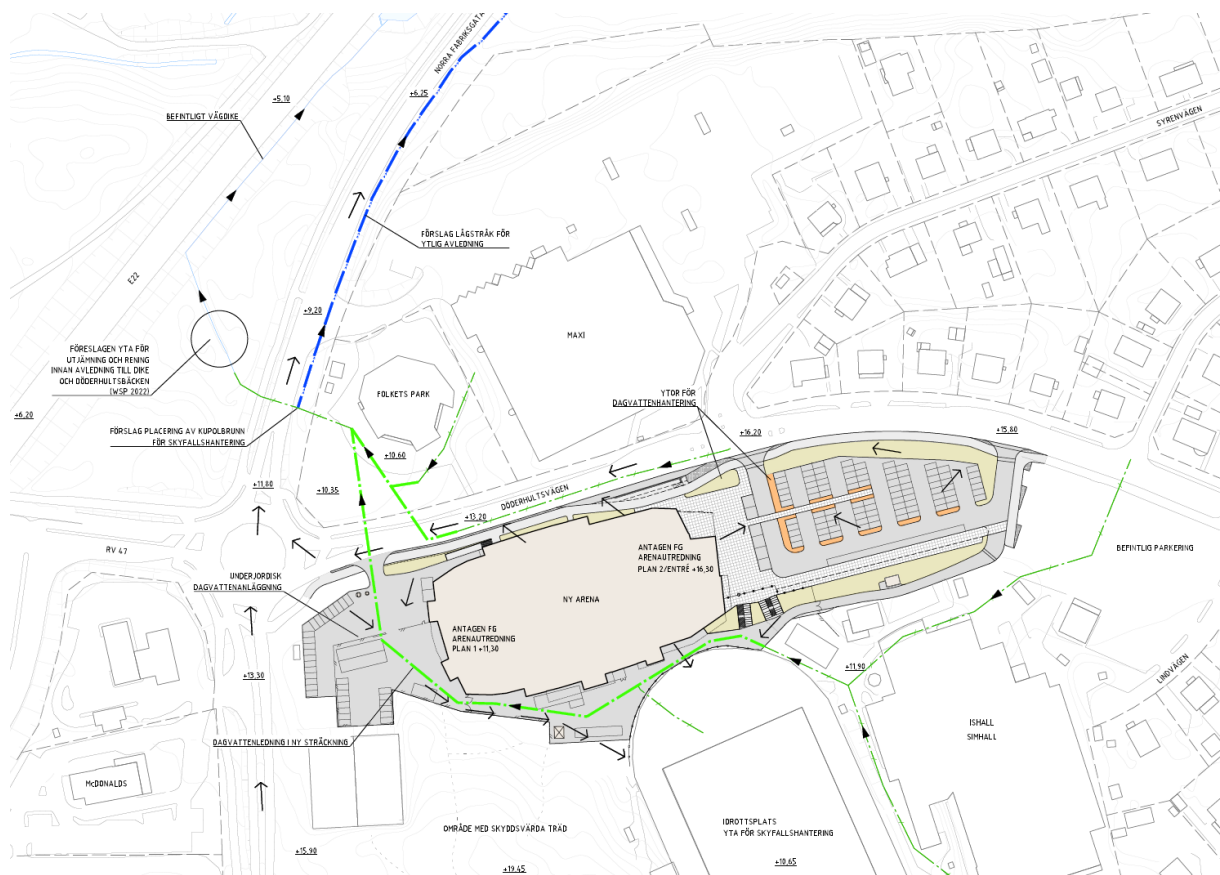 NORRA FABRIKSGATA
+5,10
+6,25
BEFINTLIGT VÄGDIKE
SYRENVÄGEN
FÖRSLAG LÅGSTRÅK FÖR
YTLIG AVLEDNING
E22
+9,20
MAXI
FÖRESLAGEN YTA FÖR
UTJÄMNING OCH RENING
INNAN AVLEDNING TILL DIKE
OCH DÖDERHULTSBÄCKEN
(WSP 2022)
FOLKETS PARK
YTOR FÖR
DAGVATTENHANTERING
+6,20
FÖRSLAG PLACERING AV KUPOLBRUNN
FÖR SKYFALLSHANTERING
+16,20
+15,80
+10,60
+11,80
+10,35
DÖDERHULTSVÄGEN
+13,20
RV 47
ANTAGEN FG
ARENAUTREDNING
PLAN 2/ENTRÉ +16,30
BEFINTLIG PARKERING
UNDERJORDISK
DAGVATTENANLÄGGNING
NY ARENA
ANTAGEN FG
ARENAUTREDNING
PLAN 1 +11,30
+11,90
+13,30
LINDVÄGEN
ISHALL
SIMHALL
DAGVATTENLEDNING I NY STRÄCKNING
McDONALDS
IDROTTSPLATS
YTA FÖR SKYFALLSHANTERING
OMRÅDE MED SKYDDSVÄRDA TRÄD
+15,90
+19,45
+10,65